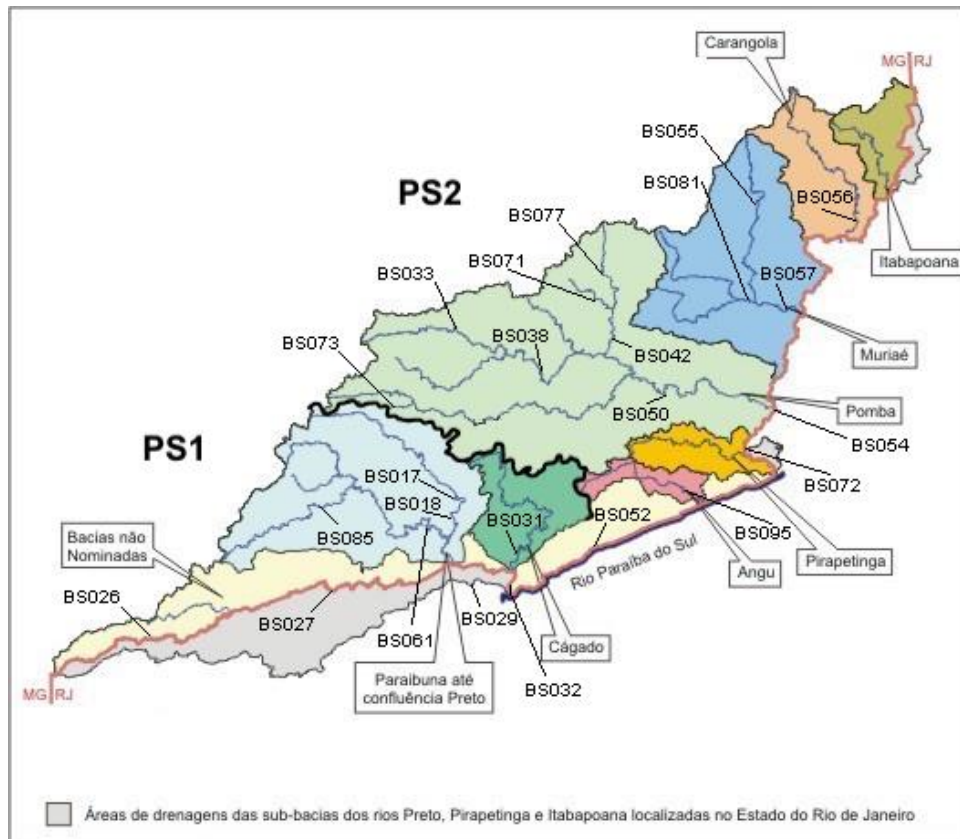 Carangola
MG RJ
BS055
BS081
PS2
BS056
BS077
BS071
Itabapoana
BS033
BS057
BS038
BS073
BS042
Muriaé
BS050
Pomba
PS1
BS054
BS017
BS072
BS018
BS031
BS052
Bacias não
Nominadas
BS085
BS095
Rio Paraíba do Sul
Pirapetinga
Angu
BS026
BS027
BS029
BS061
Cágado
Paraibuna até
confluência Preto
BS032
MG RJ
Áreas de drenagens das sub-bacias dos rios Preto, Pirapetinga e Itabapoana localizadas no Estado do Rio de Janeiro